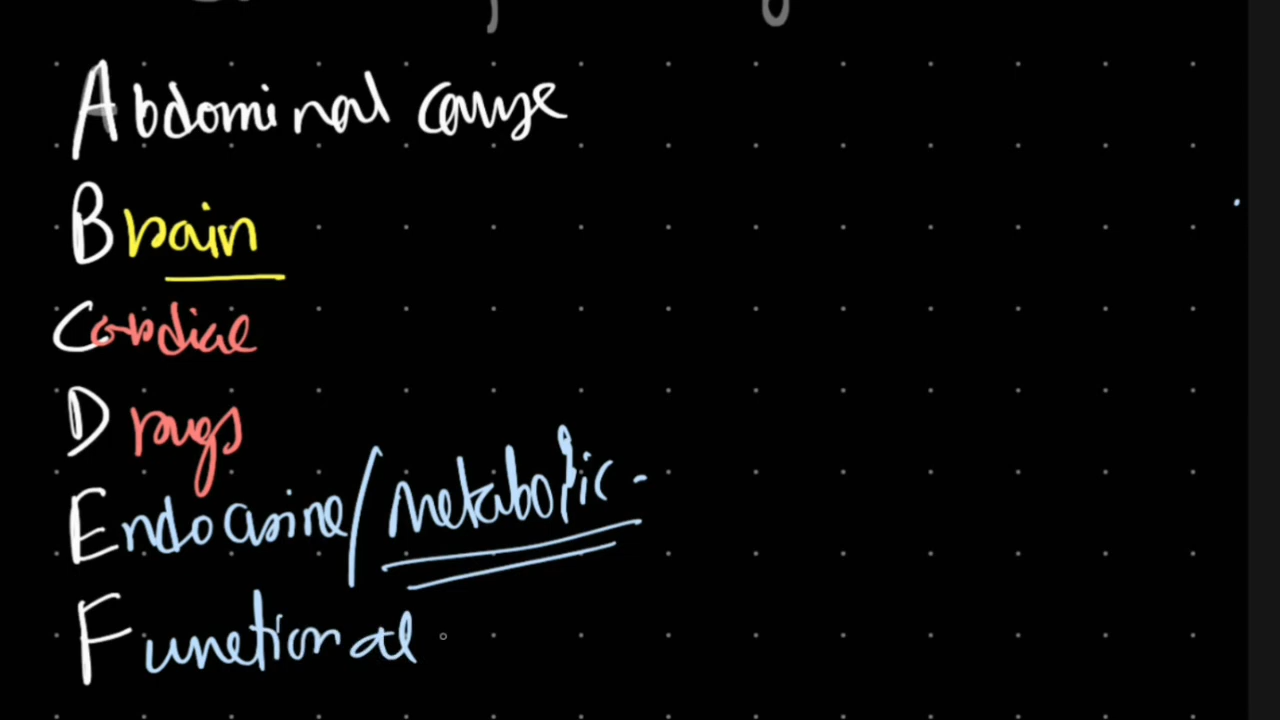 Abdominal cause
Brain
Cardiac
Drugs
Endocrine/Metabolic
Functional